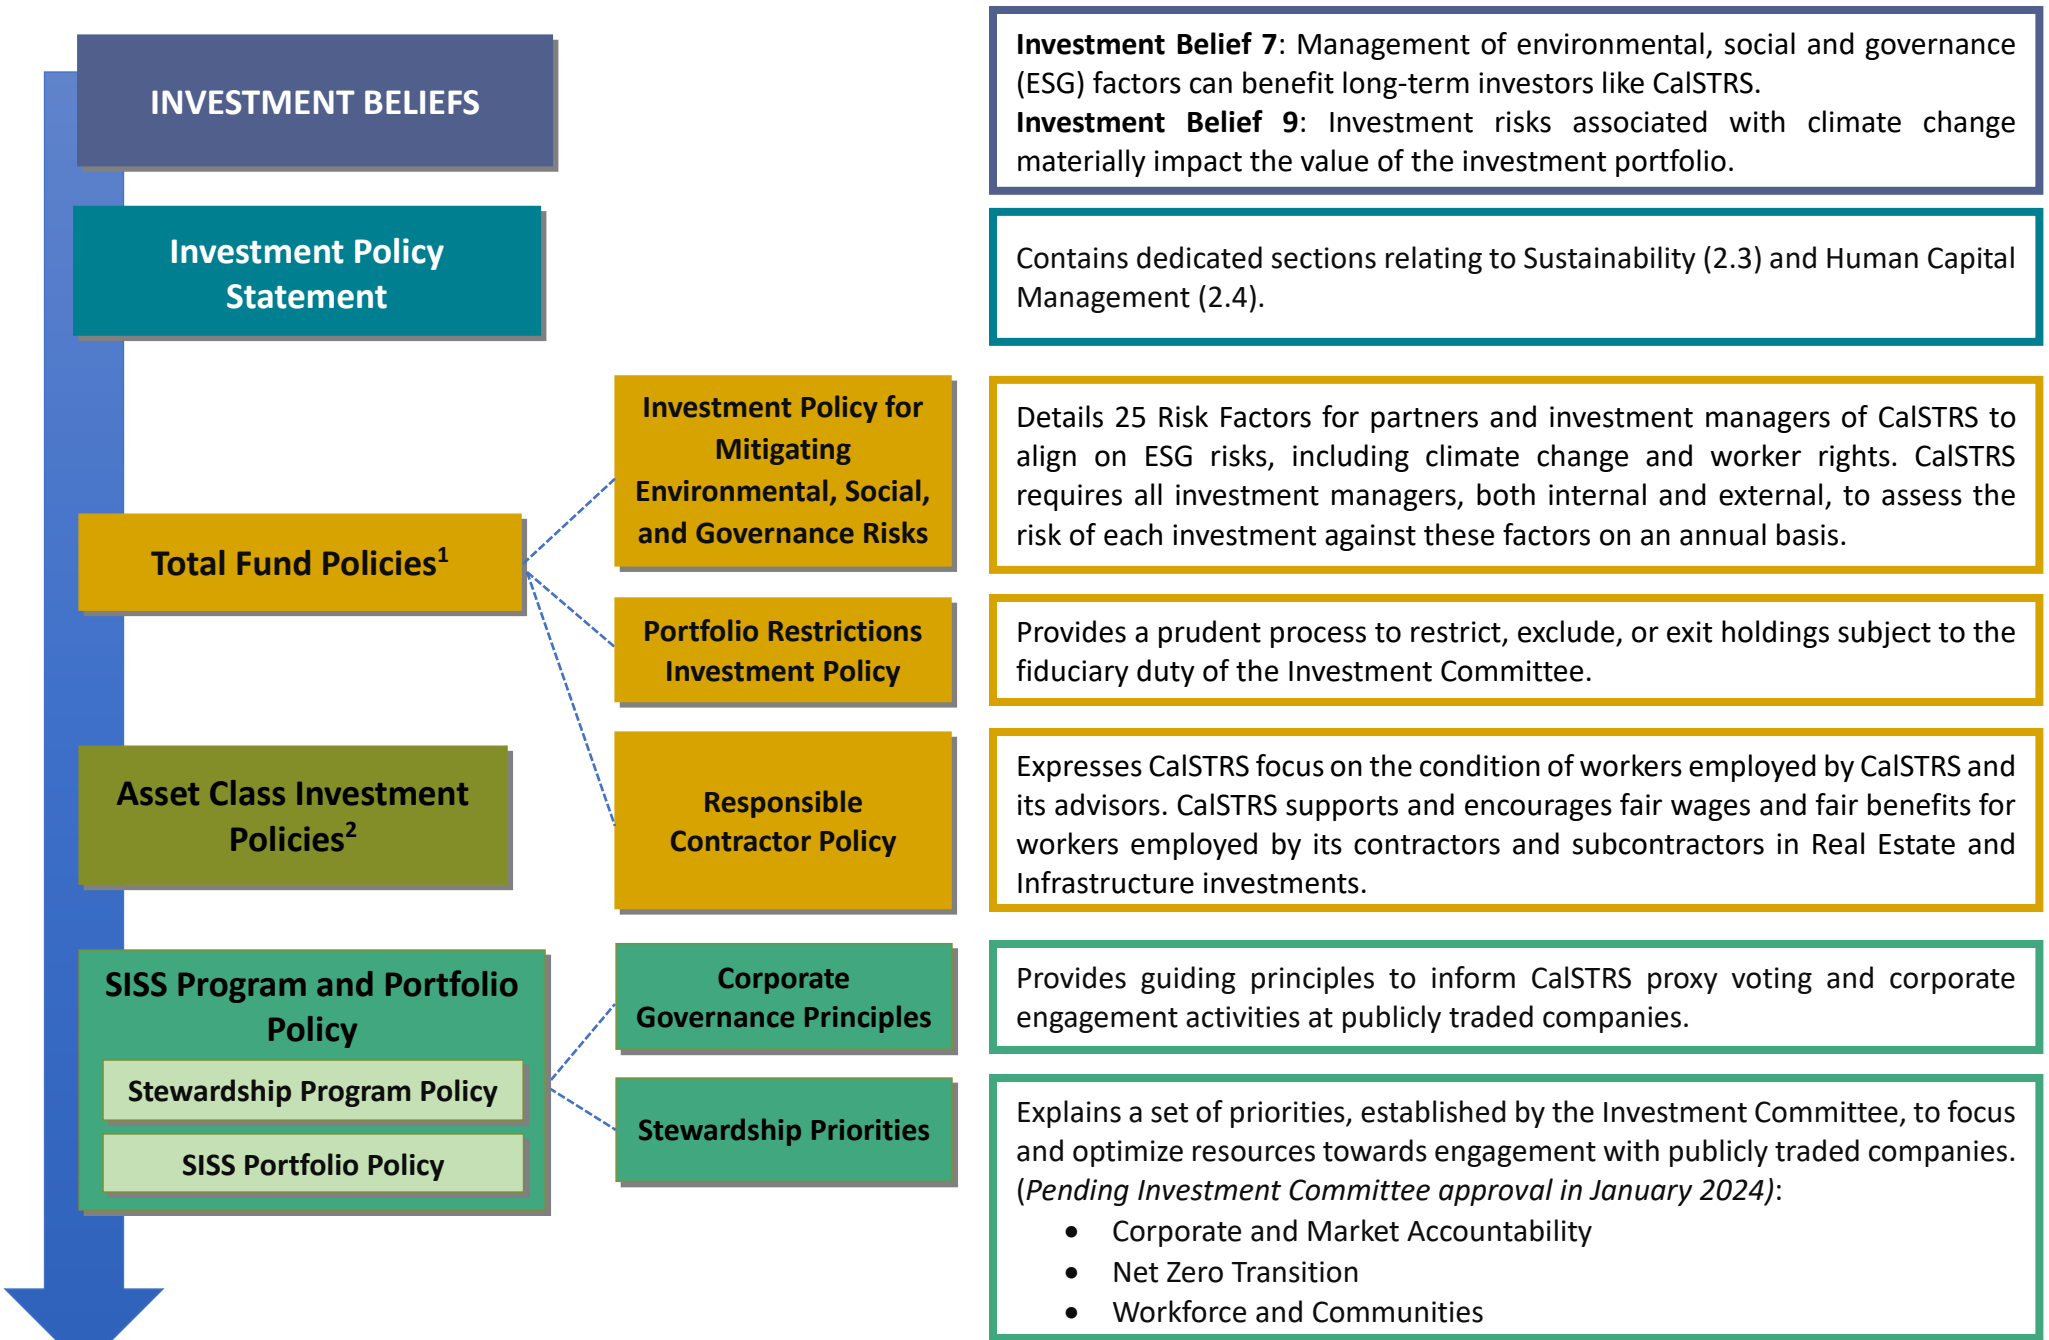 INVESTMENT BELIEFS
Investment Belief 7: Management of environmental, social and governance
(ESG) factors can benefit long-term investors like CalSTRS.
Investment Belief 9: Investment risks associated with climate change
materially impact the value of the investment portfolio.
Investment Policy
Statement
Contains dedicated sections relating to Sustainability (2.3) and Human Capital
Management (2.4).
Total Fund Policies¹
Investment Policy for
Mitigating
Environmental, Social,
and Governance Risks
Details 25 Risk Factors for partners and investment managers of CalSTRS to
align on ESG risks, including climate change and worker rights. CalSTRS
requires all investment managers, both internal and external, to assess the
risk of each investment against these factors on an annual basis.
Portfolio Restrictions
Investment Policy
Provides a prudent process to restrict, exclude, or exit holdings subject to the
fiduciary duty of the Investment Committee.
Asset Class Investment
Policies²
Responsible
Contractor Policy
Expresses CalSTRS focus on the condition of workers employed by CalSTRS and
its advisors. CalSTRS supports and encourages fair wages and fair benefits for
workers employed by its contractors and subcontractors in Real Estate and
Infrastructure investments.
SISS Program and Portfolio
Policy
Stewardship Program Policy
SISS Portfolio Policy
Corporate
Governance Principles
Provides guiding principles to inform CalSTRS proxy voting and corporate
engagement activities at publicly traded companies.
Stewardship Priorities
Explains a set of priorities, established by the Investment Committee, to focus
and optimize resources towards engagement with publicly traded companies.
(Pending Investment Committee approval in January 2024):
• Corporate and Market Accountability
• Net Zero Transition
• Workforce and Communities